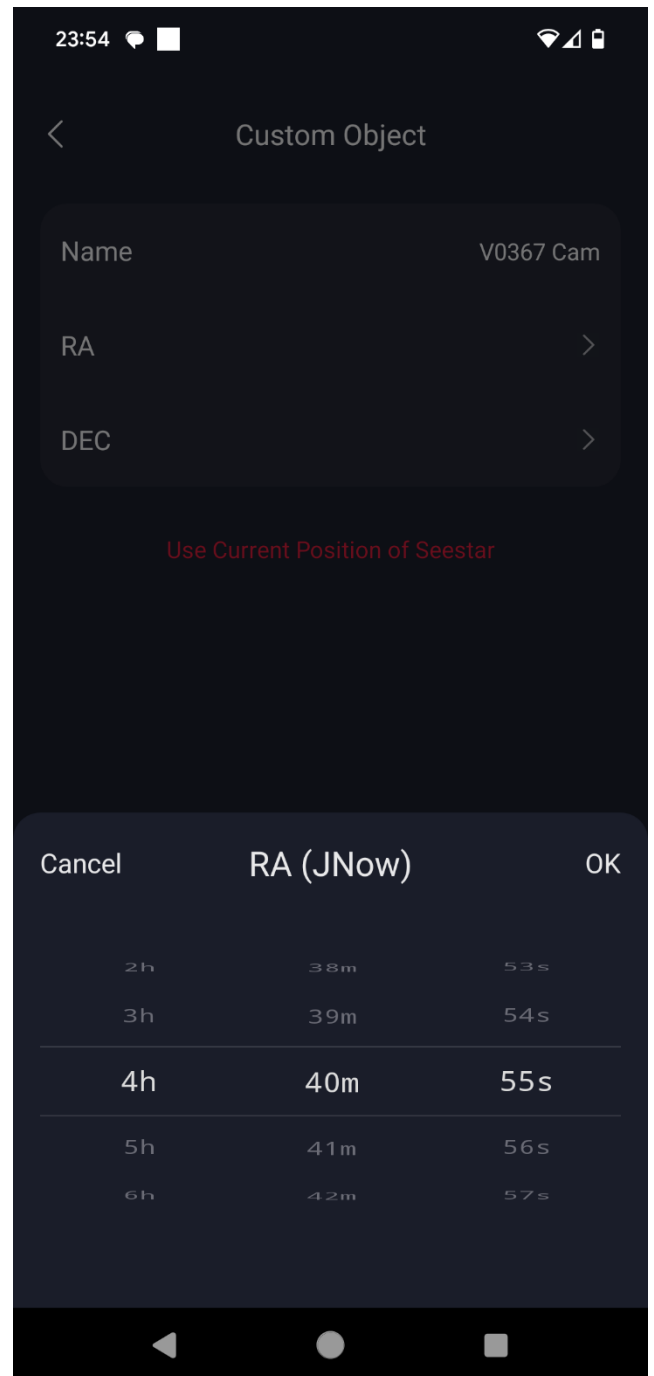 23:54
Custom Object
Name V0367 Cam
RA
DEC
Use Current Position of Seestar
Cancel RA (JNow) OK
2h 38m 53s
3h 39m 54s
4h 40m 55s
5h 41m 56s
6h 42m 57s